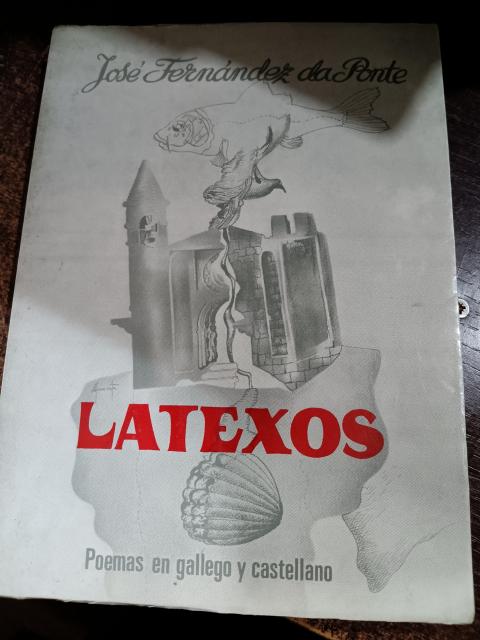 José Fernández da Ponte
LATEXOS
Poemas en gallego y castellano